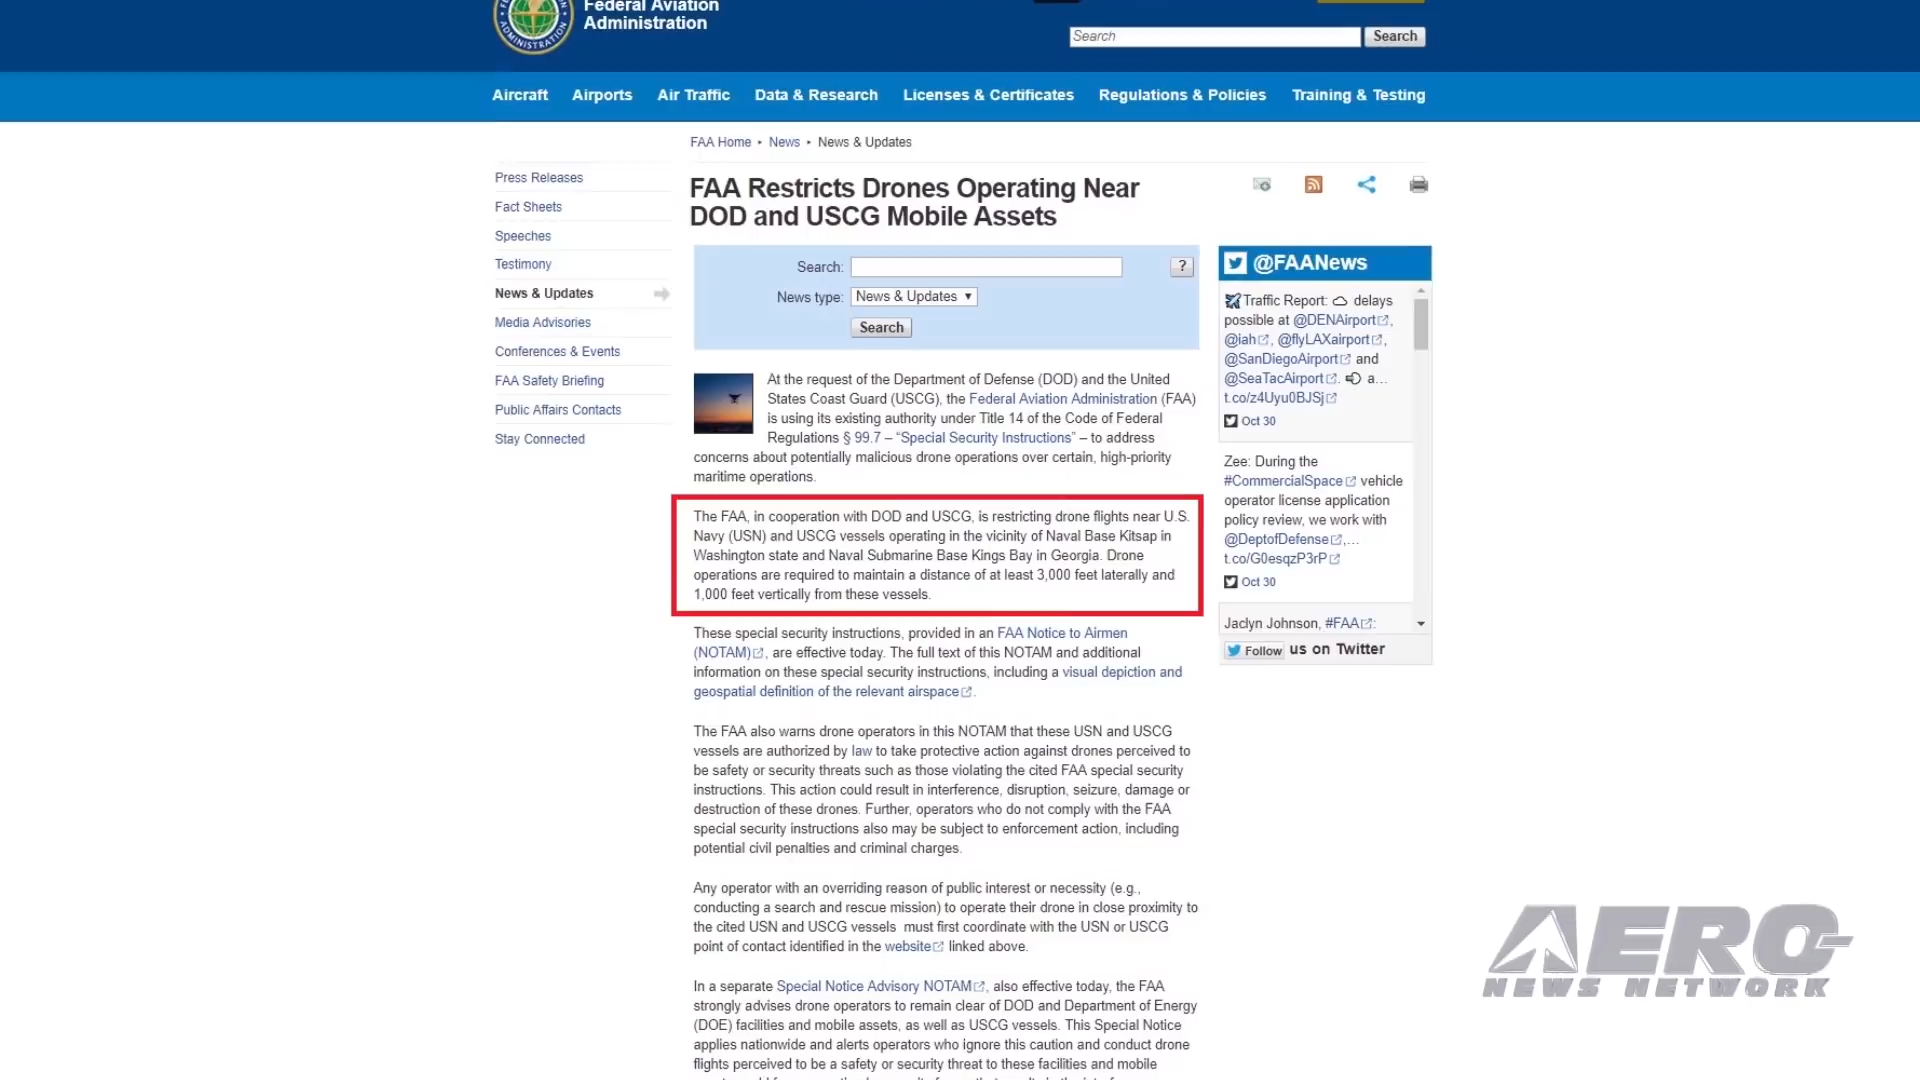 Federal Aviation
Administration
ADMINISTRATION
Search
Search
Aircraft Airports Air Traffic Data & Research Licenses & Certificates Regulations & Policies Training & Testing
FAA Home ▸ News ▸ News & Updates
Press Releases
Fact Sheets
Speeches
Testimony
News & Updates
Media Advisories
Conferences & Events
FAA Safety Briefing
Public Affairs Contacts
Stay Connected
FAA Restricts Drones Operating Near
DOD and USCG Mobile Assets
Search:
?
News type: News & Updates
Search
At the request of the Department of Defense (DOD) and the United
States Coast Guard (USCG), the Federal Aviation Administration (FAA)
is using its existing authority under Title 14 of the Code of Federal
Regulations § 99.7 – “Special Security Instructions” – to address
concerns about potentially malicious drone operations over certain, high-priority
maritime operations.
The FAA, in cooperation with DOD and USCG, is restricting drone flights near U.S.
Navy (USN) and USCG vessels operating in the vicinity of Naval Base Kitsap in
Washington state and Naval Submarine Base Kings Bay in Georgia. Drone
operations are required to maintain a distance of at least 3,000 feet laterally and
1,000 feet vertically from these vessels.
These special security instructions, provided in an FAA Notice to Airmen
(NOTAM), are effective today. The full text of this NOTAM and additional
information on these special security instructions, including a visual depiction and
geospatial definition of the relevant airspace.
The FAA also warns drone operators in this NOTAM that these USN and USCG
vessels are authorized by law to take protective action against drones perceived to
be safety or security threats such as those violating the cited FAA special security
instructions. This action could result in interference, disruption, seizure, damage or
destruction of these drones. Further, operators who do not comply with the FAA
special security instructions also may be subject to enforcement action, including
potential civil penalties and criminal charges.
Any operator with an overriding reason of public interest or necessity (e.g.,
conducting a search and rescue mission) to operate their drone in close proximity to
the cited USN and USCG vessels must first coordinate with the USN or USCG
point of contact identified in the website linked above.
In a separate Special Notice Advisory NOTAM, also effective today, the FAA
strongly advises drone operators to remain clear of DOD and Department of Energy
(DOE) facilities and mobile assets, as well as USCG vessels. This Special Notice
applies nationwide and alerts operators who ignore this caution and conduct drone
flights perceived to be a safety or security threat to these facilities and mobile
@FAANews
Traffic Report: delays
possible at @DENAirport,
@iah, @flyLAXairport,
@SanDiegoAirport and
@SeaTacAirport. a…
t.co/z4Uyu0BJSj
Oct 30
Zee: During the
#CommercialSpace vehicle
operator license application
policy review, we work with
@DeptofDefense,…
t.co/G0esqzP3rP
Oct 30
Jaclyn Johnson, #FAA:
Follow us on Twitter
AERO-
NEWS NETWORK